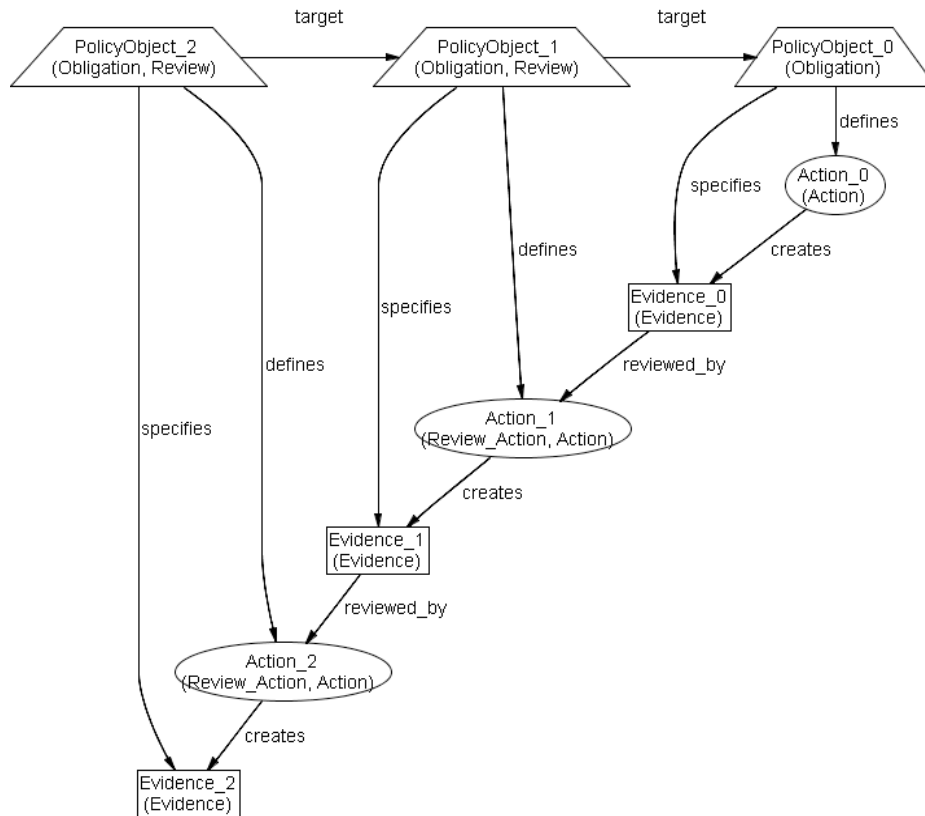 target
target
PolicyObject_2
(Obligation, Review)
PolicyObject_1
(Obligation, Review)
PolicyObject_0
(Obligation)
defines
Action_0
(Action)
specifies
creates
defines
Evidence_0
(Evidence)
specifies
reviewed_by
defines
Action_1
(Review_Action, Action)
specifies
creates
Evidence_1
(Evidence)
reviewed_by
Action_2
(Review_Action, Action)
creates
Evidence_2
(Evidence)